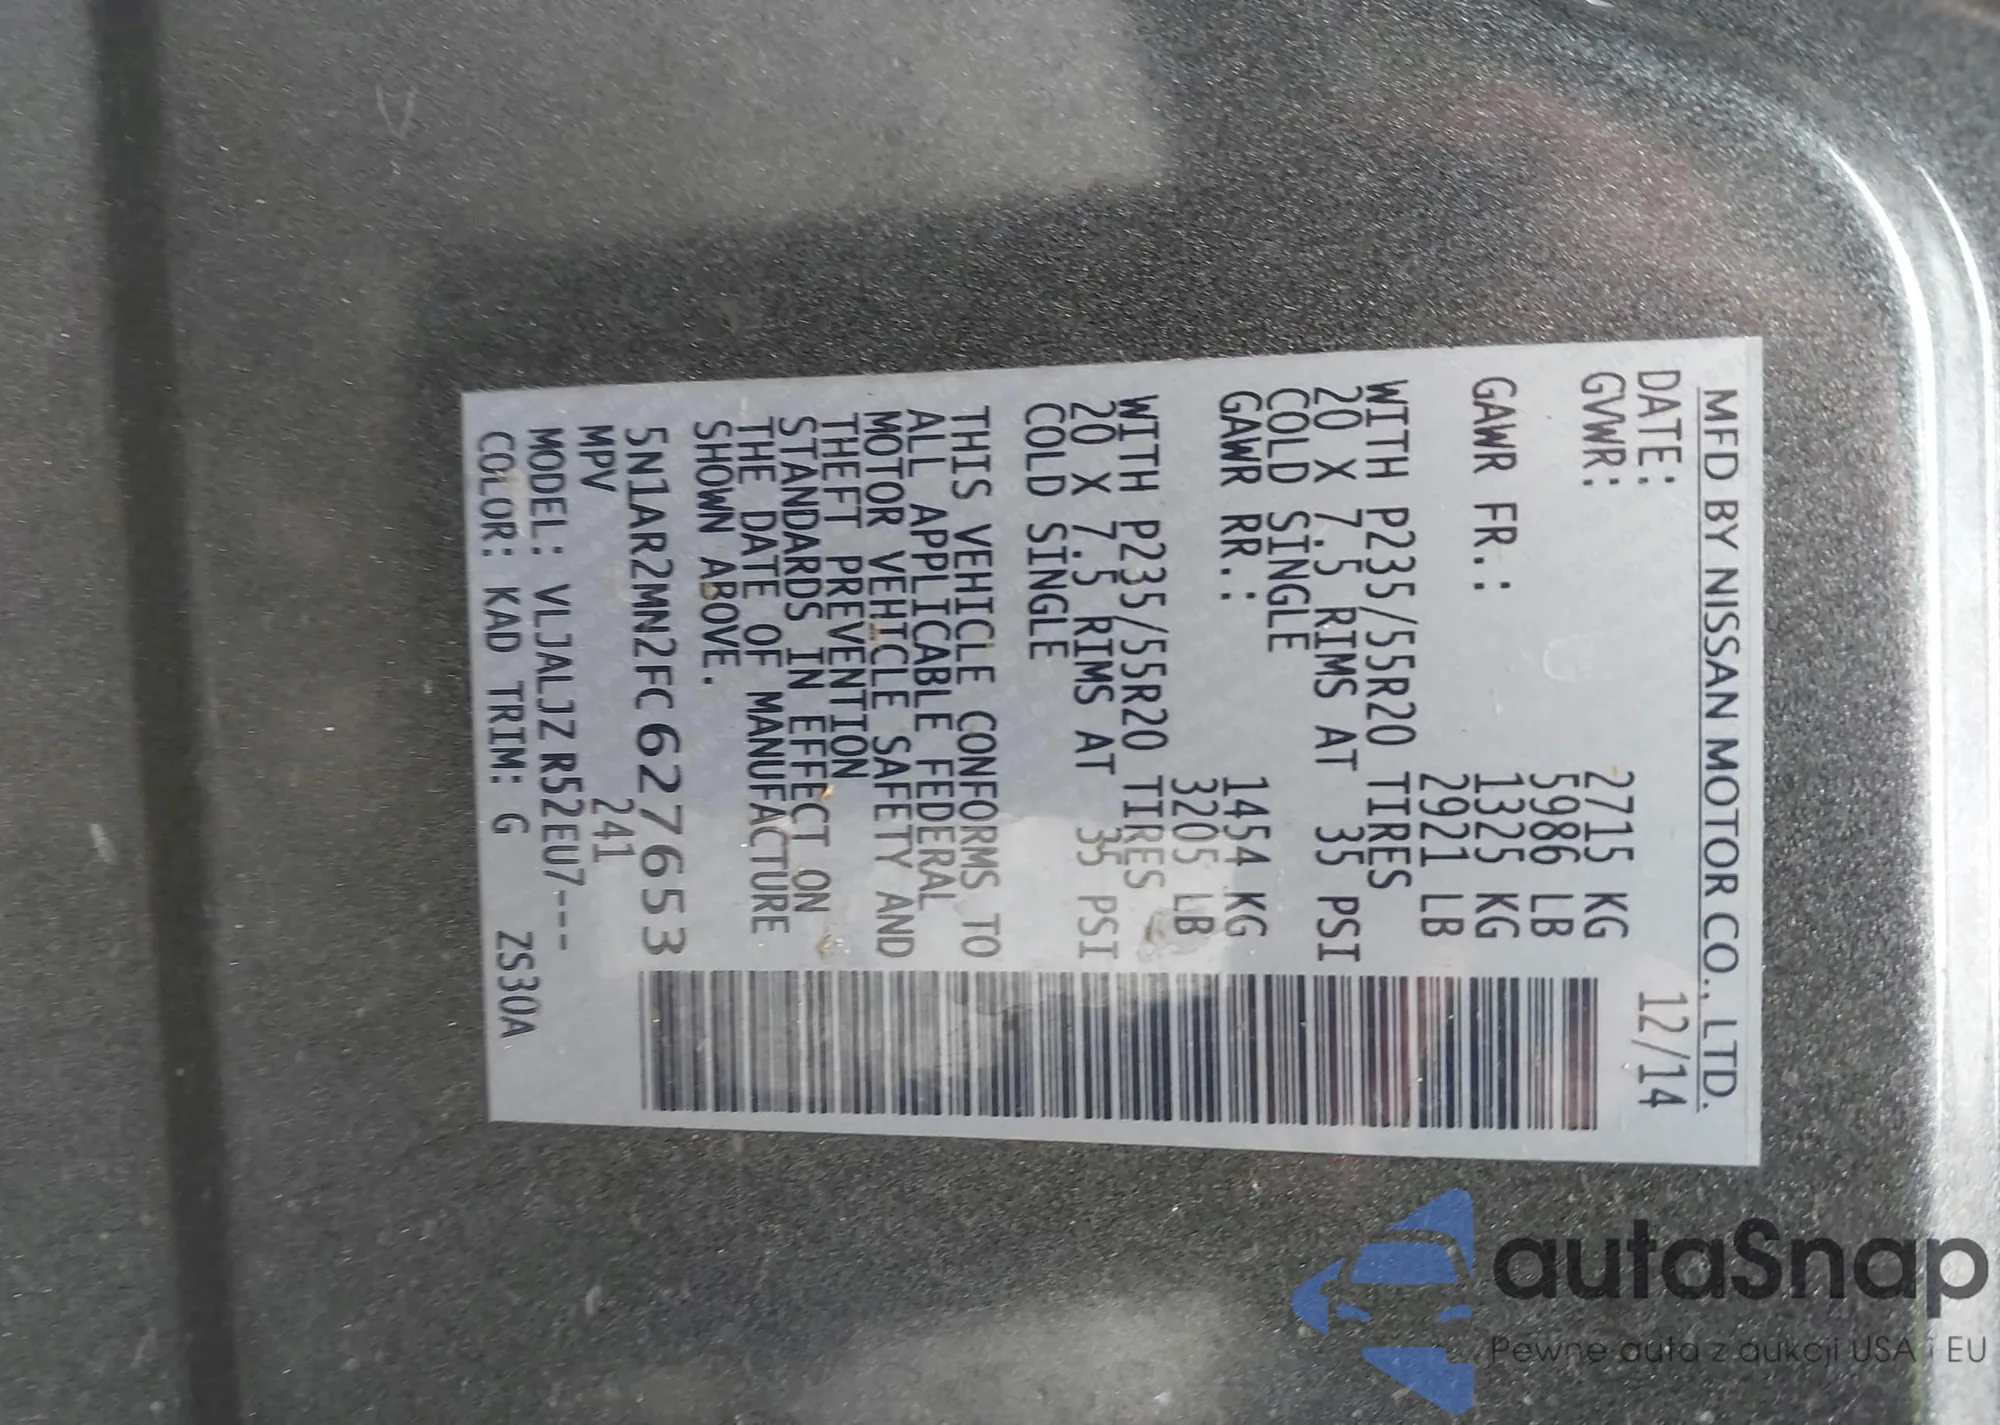 MFD BY NISSAN MOTOR CO., LTD.
DATE: 12/14
GVWR: 2715 KG
5986 LB
GAWR FR.: 1325 KG
2921 LB
WITH P235/55R20 TIRES
20 X 7.5 RIMS AT 35 PSI
COLD SINGLE
GAWR RR.: 1454 KG
3205 LB
WITH P235/55R20 TIRES
20 X 7.5 RIMS AT 35 PSI
COLD SINGLE
THIS VEHICLE CONFORMS TO
ALL APPLICABLE FEDERAL
MOTOR VEHICLE SAFETY AND
THEFT PREVENTION
STANDARDS IN EFFECT ON
THE DATE OF MANUFACTURE
SHOWN ABOVE.
5N1AR2MN2FC627653
MPV 241
MODEL: VLJALJZ R52EU7---
COLOR: KAD TRIM: G ZS30A
autaSnap
Pewne auta z aukcji USA i EU